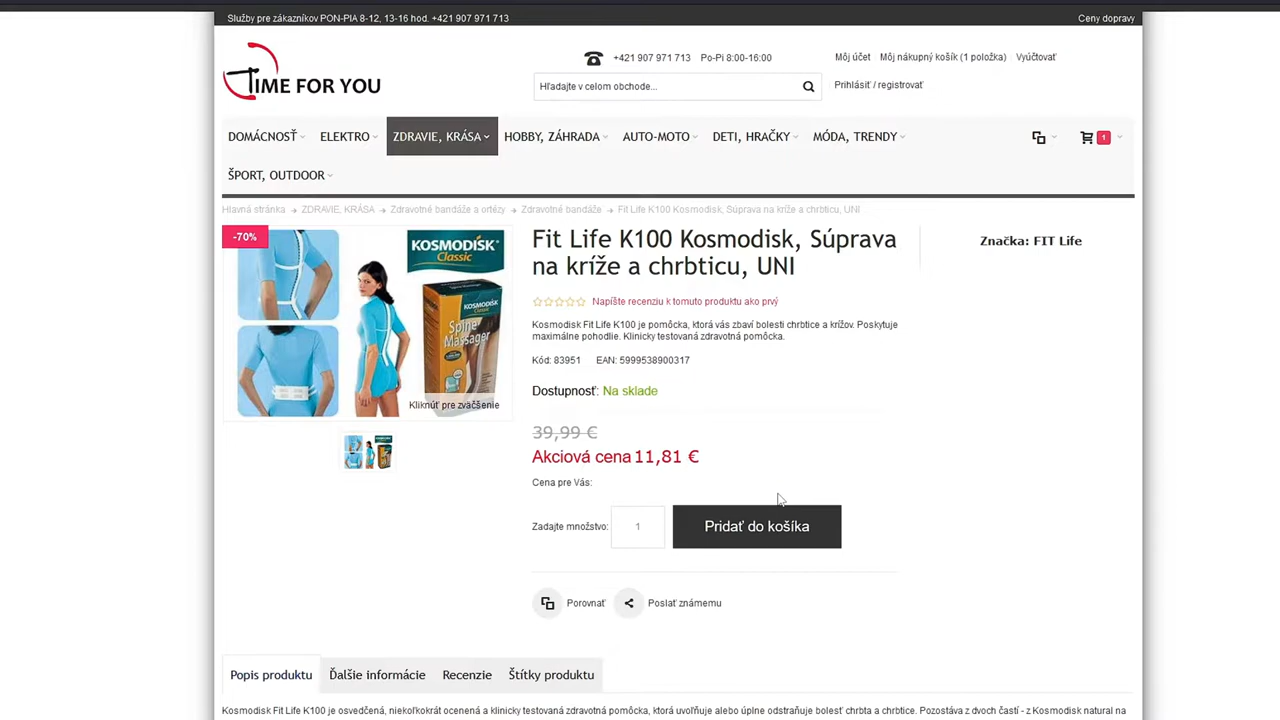 Služby pre zákazníkov PON-PIA 8-12, 13-16 hod. +421 907 971 713
Ceny dopravy
TIME FOR YOU
+421 907 971 713 Po-Pi 8:00-16:00
Môj účet Môj nákupný košík (1 položka) Vyúčtovať
Hľadajte v celom obchode...
Prihlásiť / registrovať
DOMÁCNOSŤ ELEKTRO ZDRAVIE, KRÁSA HOBBY, ZÁHRADA AUTO-MOTO DETI, HRAČKY MÓDA, TRENDY
1
ŠPORT, OUTDOOR
Hlavná stránka ZDRAVIE, KRÁSA Zdravotné bandáže a ortézy Zdravotné bandáže Fit Life K100 Kosmodisk, Súprava na kríže a chrbticu, UNI
-70%
KOSMODISK
Classic
KOSMODISK
Classic
Spine
Massager
Kliknúť pre zväčšenie
Fit Life K100 Kosmodisk, Súprava
na kríže a chrbticu, UNI
Značka: FIT Life
Napíšte recenziu k tomuto produktu ako prvý
Kosmodisk Fit Life K100 je pomôcka, ktorá vás zbaví bolesti chrbtice a krížov. Poskytuje
maximálne pohodlie. Klinicky testovaná zdravotná pomôcka.
Kód: 83951 EAN: 5999538900317
Dostupnosť: Na sklade
39,99 €
Akciová cena 11,81 €
Cena pre Vás:
Zadajte množstvo: 1
Pridať do košíka
Porovnať
Poslať známemu
Popis produktu Ďalšie informácie Recenzie Štítky produktu
Kosmodisk Fit Life K100 je osvedčená, niekoľkokrát ocenená a klinicky testovaná zdravotná pomôcka, ktorá uvoľňuje alebo úplne odstraňuje bolesť chrbta a chrbtice. Pozostáva z dvoch častí - z Kosmodisk natural na